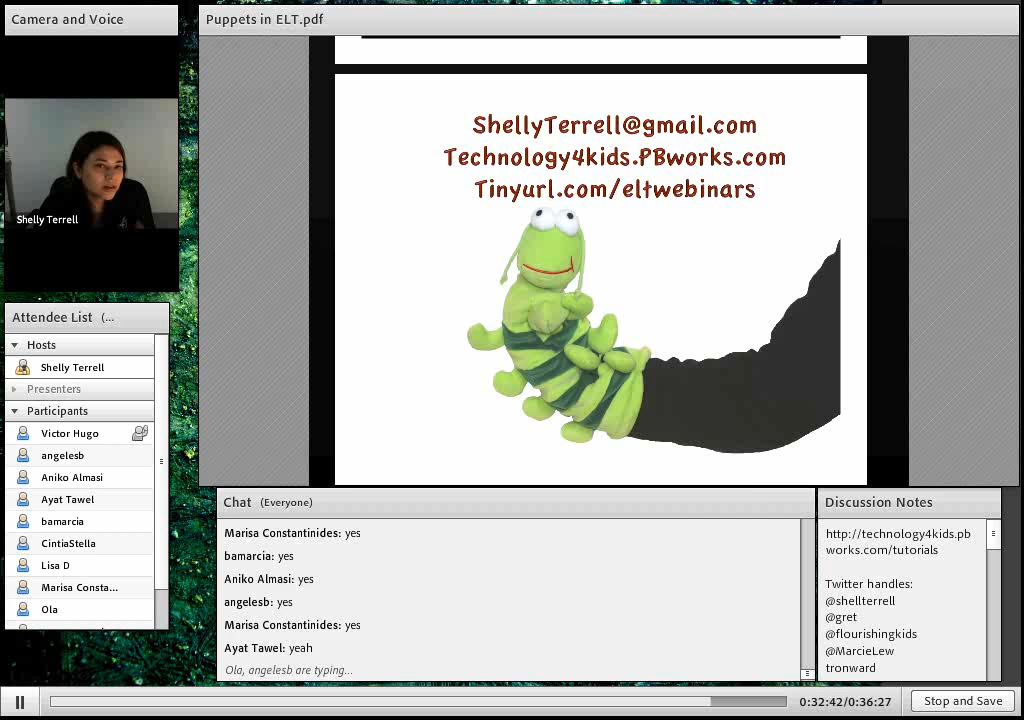 Camera and Voice
Shelly Terrell
Attendee List (...
Hosts
Shelly Terrell
Presenters
Participants
Victor Hugo
angelesb
Aniko Almasi
Ayat Tawel
bamarcia
CintiaStella
Lisa D
Marisa Consta...
Ola
Puppets in ELT.pdf
ShellyTerrell@gmail.com
Technology4kids.PBworks.com
Tinyurl.com/eltwebinars
Chat (Everyone)
Marisa Constantinides: yes
bamarcia: yes
Aniko Almasi: yes
angelesb: yes
Marisa Constantinides: yes
Ayat Tawel: yeah
Ola, angelesb are typing...
Discussion Notes
http://technology4kids.pb
works.com/tutorials
Twitter handles:
@shellterrell
@gret
@flourishingkids
@MarcieLew
tronward
0:32:42/0:36:27
Stop and Save